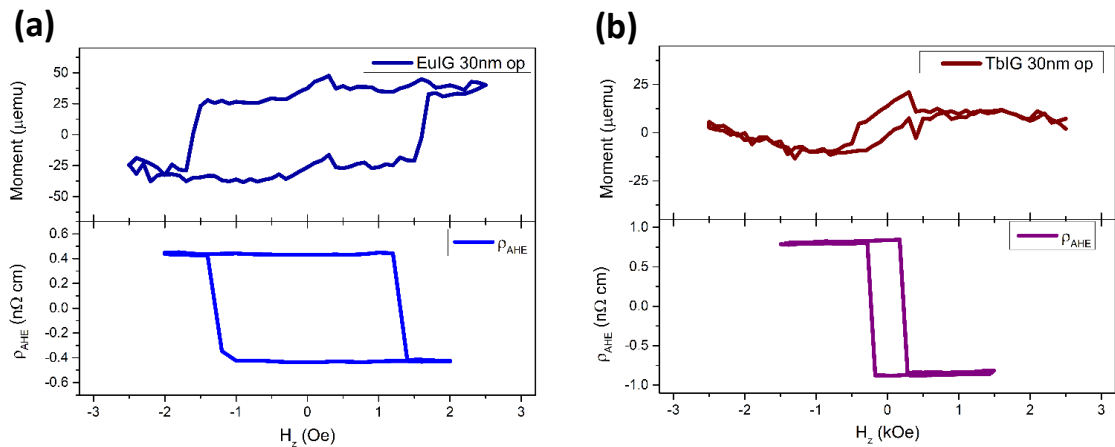 (a)
EuIG 30nm op
Moment (μemu)
50
25
0
-25
-50
ρAHE
ρAHE (nΩ cm)
0.6
0.4
0.2
0.0
-0.2
-0.4
-0.6
-3 -2 -1 0 1 2 3
Hz (Oe)
(b)
TbIG 30nm op
Moment (μemu)
25
0
-25
ρAHE
ρAHE (nΩ cm)
1.0
0.5
0.0
-0.5
-1.0
-3 -2 -1 0 1 2 3
Hz (kOe)